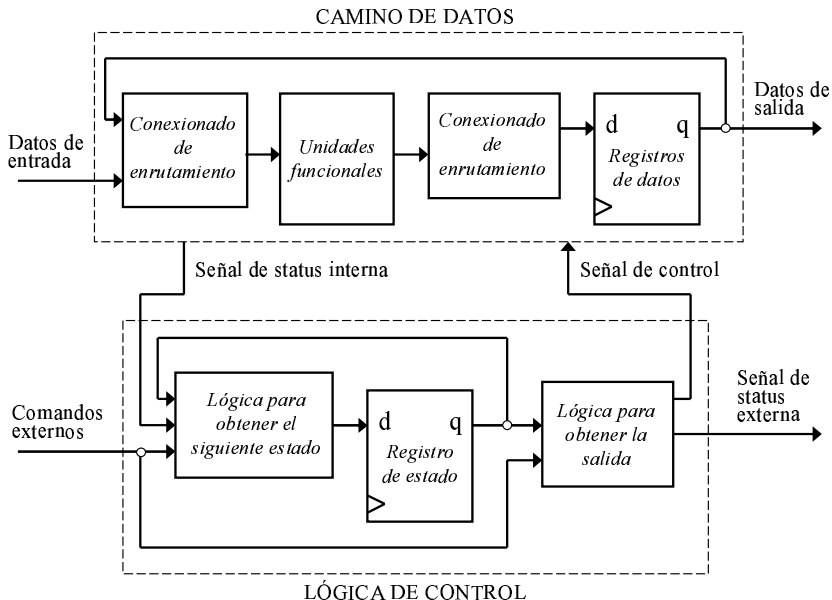 CAMINO DE DATOS
Datos de
entrada
Conexionado
de
enrutamiento
Unidades
funcionales
Conexionado
de
enrutamiento
d q
Registros
de datos
Datos de
salida
Señal de status interna
Señal de control
Comandos
externos
Lógica para
obtener el
siguiente estado
d q
Registro
de estado
Lógica para
obtener la
salida
Señal de
status
externa
LÓGICA DE CONTROL